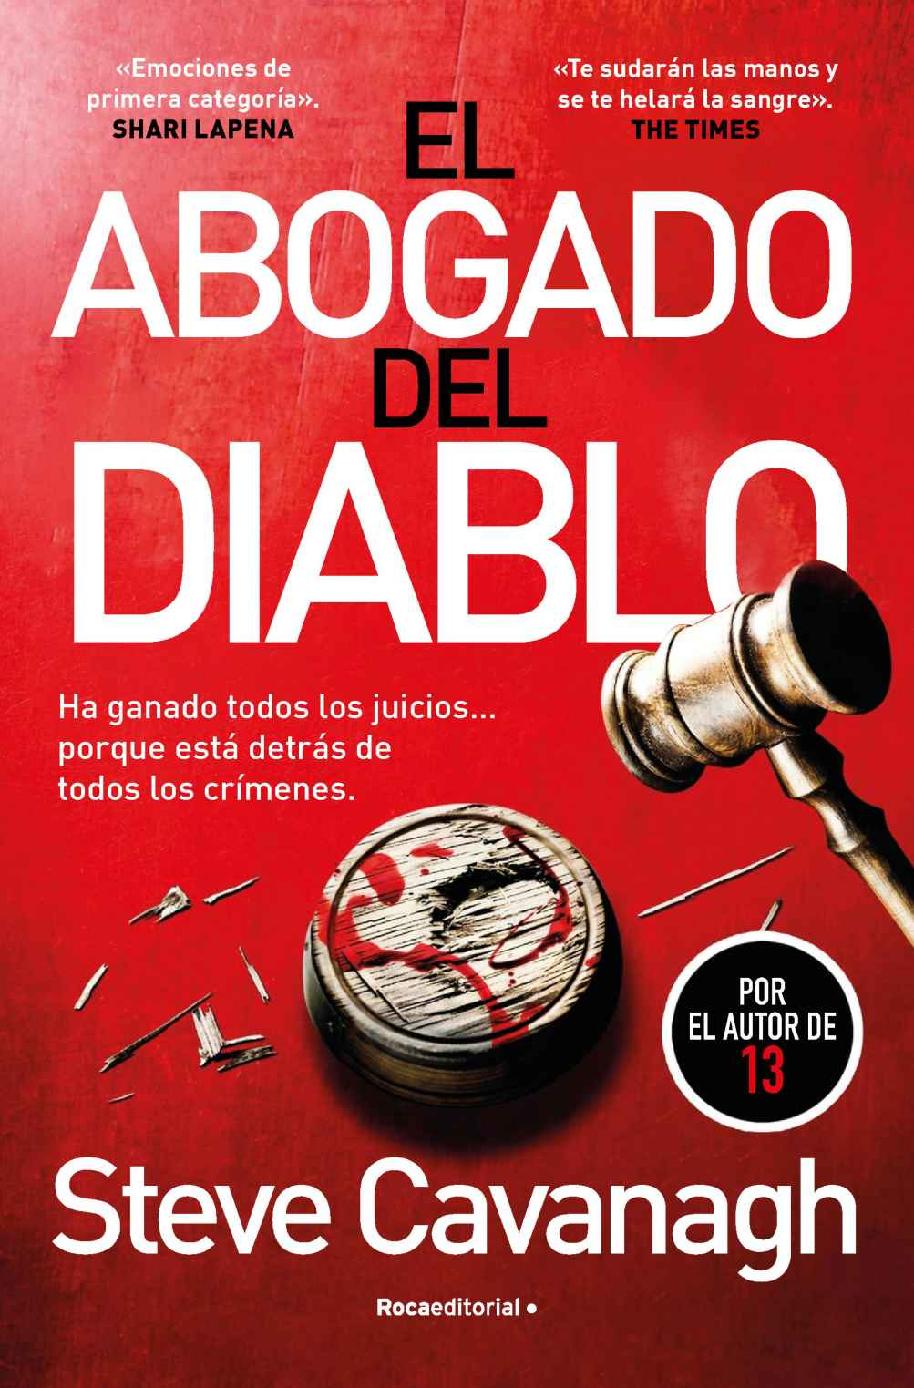 «Emociones de
primera categoría».
SHARI LAPENA
«Te sudarán las manos y
se te helará la sangre».
THE TIMES
EL
ABOGADO
DEL
DIABLO
Ha ganado todos los juicios...
porque está detrás de
todos los crímenes.
POR
EL AUTOR DE
13
Steve Cavanagh
Rocaeditorial